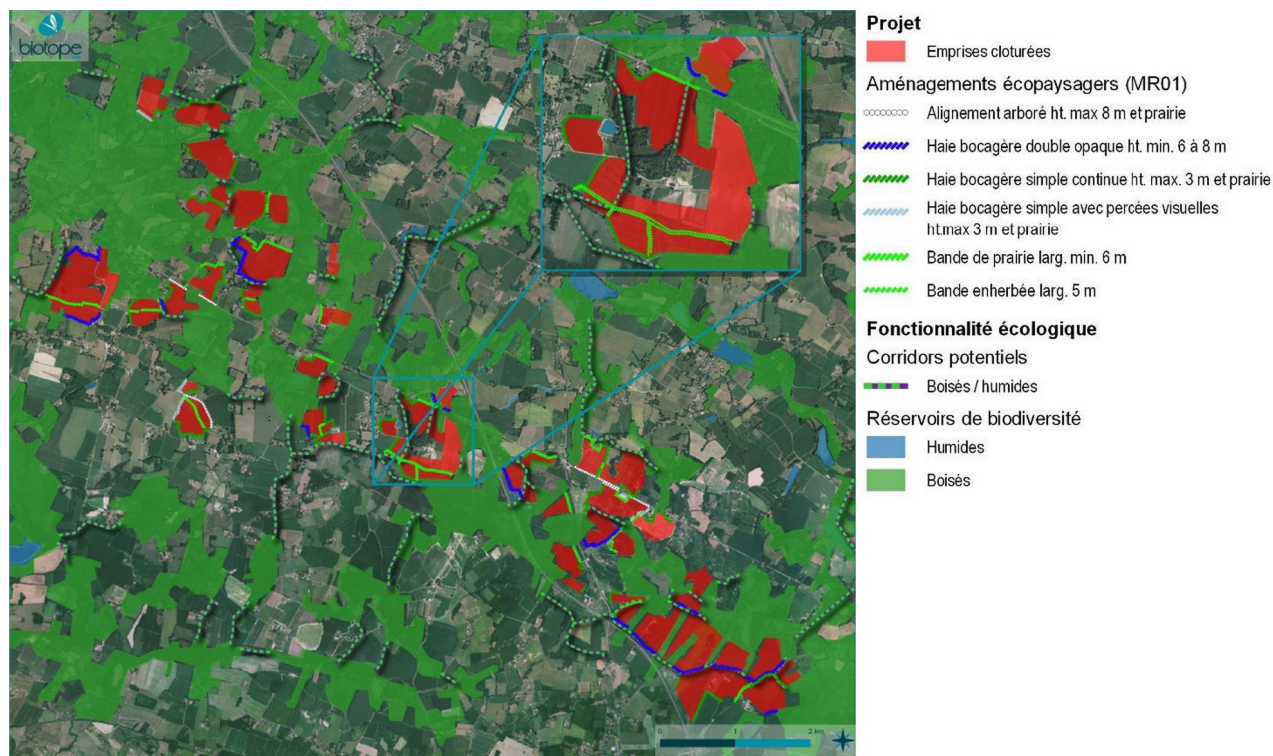 biotope
Projet
Emprises cloturées
Aménagements écopaysagers (MR01)
Alignement arboré ht. max 8 m et prairie
Haie bocagère double opaque ht. min. 6 à 8 m
Haie bocagère simple continue ht. max. 3 m et prairie
Haie bocagère simple avec percées visuelles
ht.max 3 m et prairie
Bande de prairie larg. min. 6 m
Bande enherbée larg. 5 m
Fonctionnalité écologique
Corridors potentiels
Boisés / humides
Réservoirs de biodiversité
Humides
Boisés
0 1 2 km